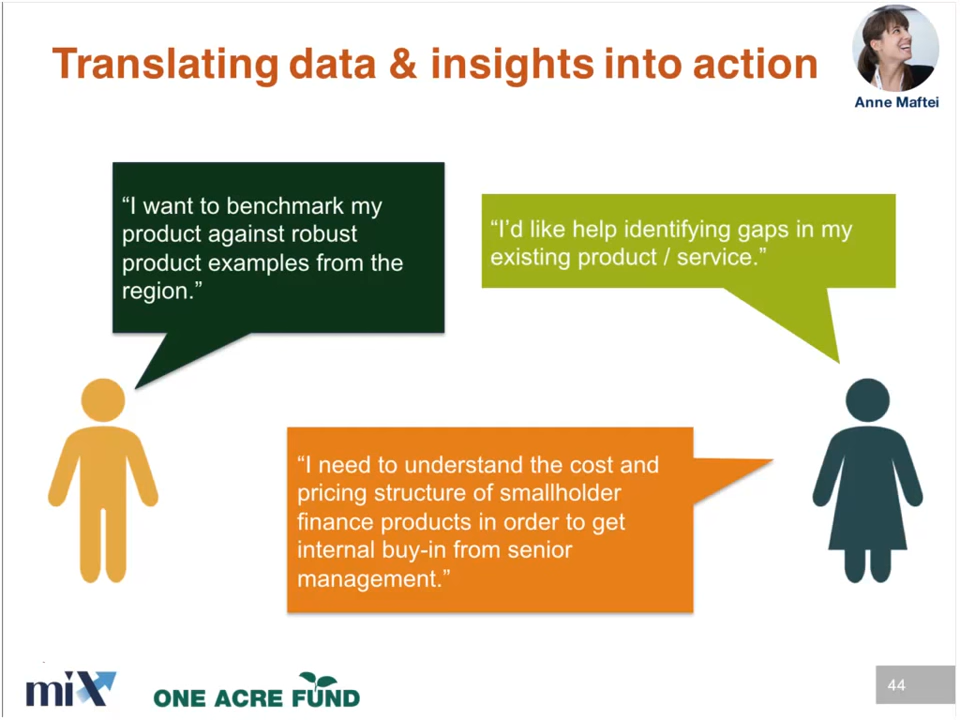 Translating data & insights into action
Anne Maftei
“I want to benchmark my
product against robust
product examples from the
region.”
“I’d like help identifying gaps in my
existing product / service.”
“I need to understand the cost and
pricing structure of smallholder
finance products in order to get
internal buy-in from senior
management.”
miX
ONE ACRE FUND
44